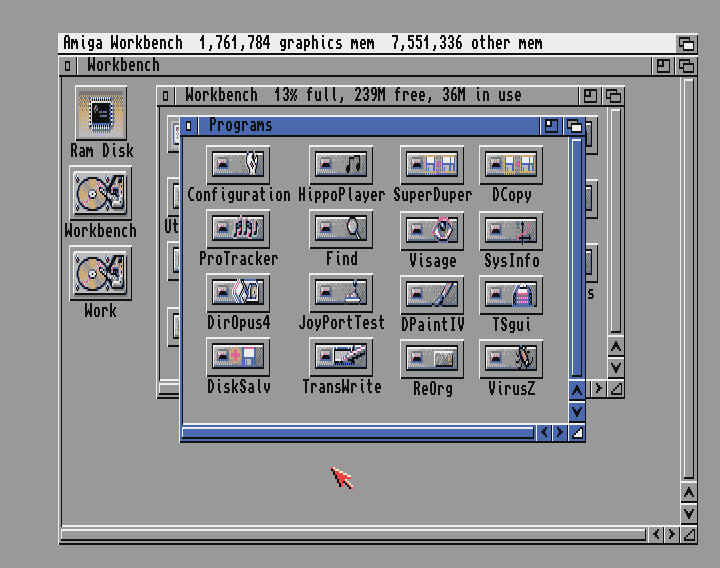 Amiga Workbench 1,761,784 graphics mem 7,551,336 other mem
Workbench
Workbench 13% full, 239M free, 36M in use
Programs
Ram Disk
Workbench
Work
Ut
s
Configuration HippoPlayer SuperDuper DCopy
ProTracker Find Visage SysInfo
DirOpus4 JoyPortTest DPaintIV TSgui
DiskSalv TransWrite ReOrg VirusZ